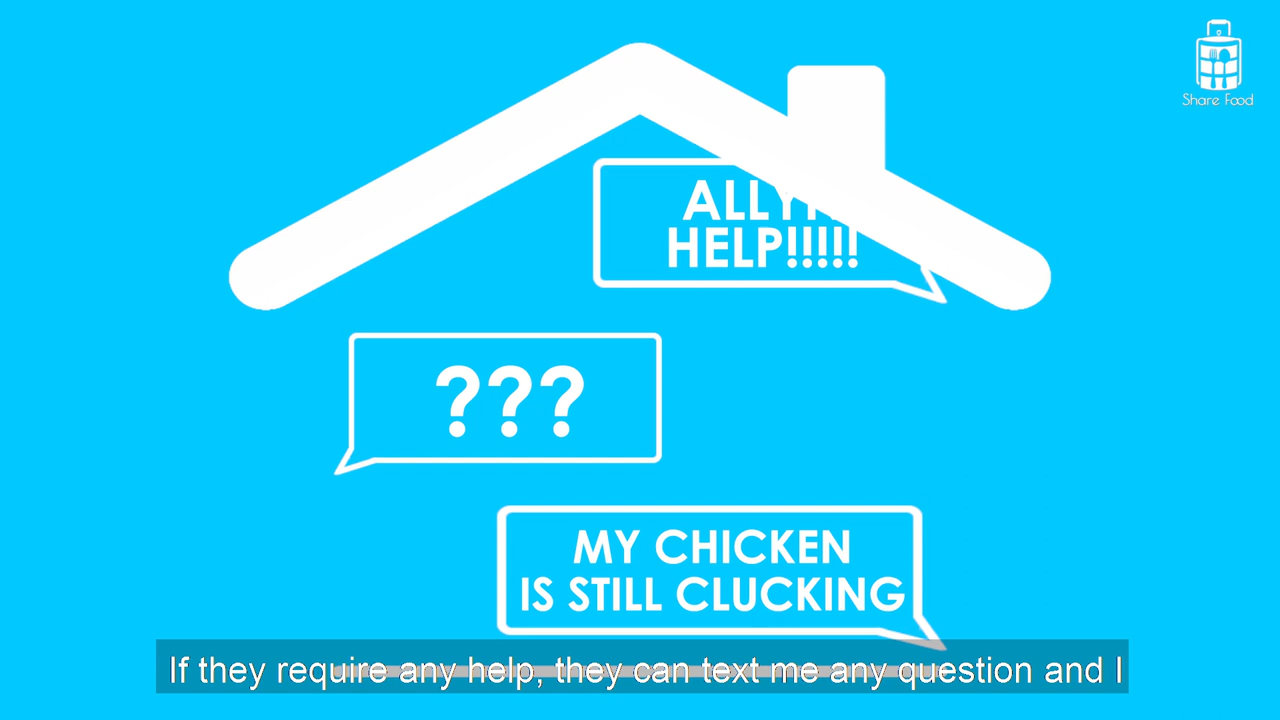 Share Food
HELP!!!!!
???
MY CHICKEN
IS STILL CLUCKING
If they require any help, they can text me any question and I